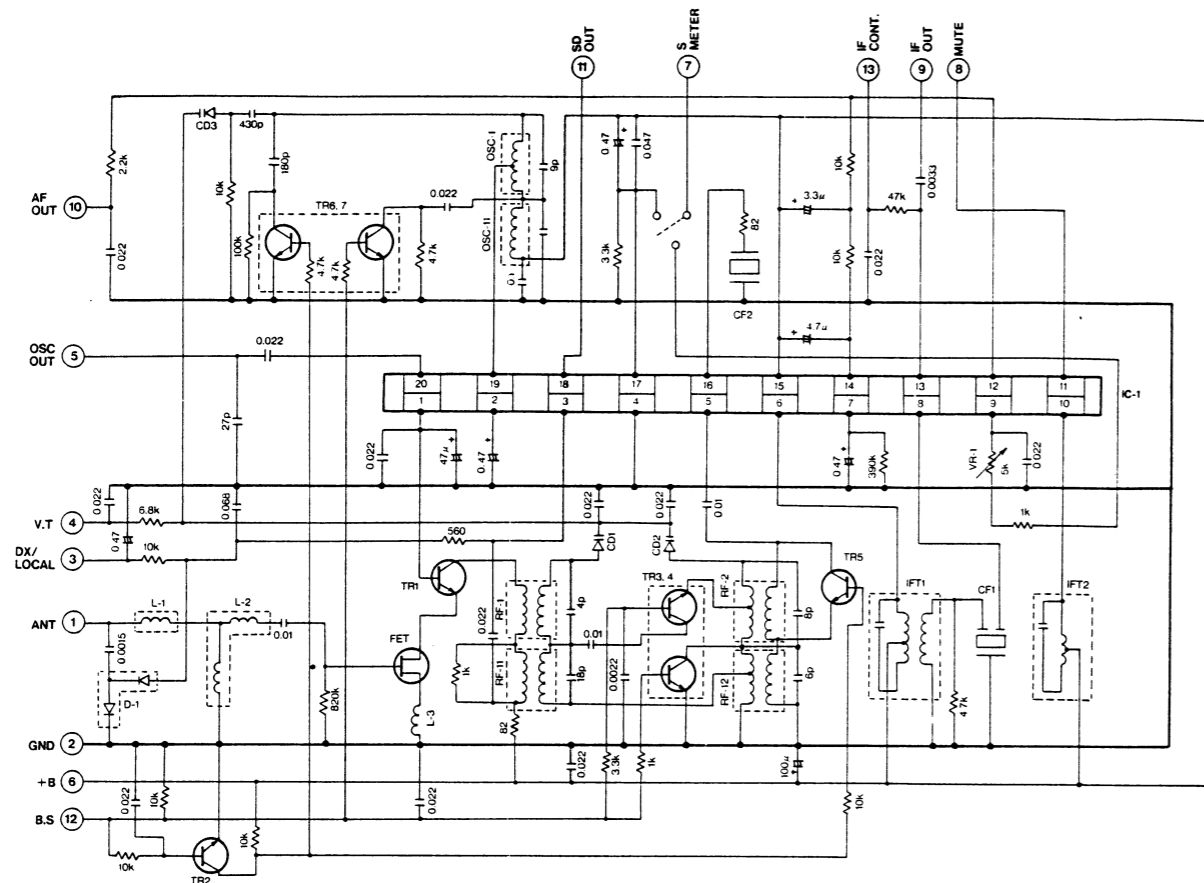 SD OUT
11
S METER
7
IF CONT.
13
IF OUT
9
MUTE
8
CD3
430p
2.2k
10k
180p
OSC-1
9p
0.47
0.047
10k
0.0033
AF OUT
10
TR6, 7
0.022
82
3.3μ
47k
0.022
100k
4.7k
4.7k
4.7k
OSC-11
3.3k
CF2
10k
0.022
OSC OUT
5
0.022
4.7μ
20
19
18
17
16
15
14
13
12
11
1
2
3
4
5
6
7
8
9
10
IC-1
27p
0.022
47μ
0.47
0.47
390k
VR-1
5k
0.022
0.022
0.068
0.022
0.022
0.01
V.T
4
6.8k
0.47
560
CD1
CD2
1k
DX/
LOCAL
3
10k
TR1
TR3, 4
TR5
L-1
L-2
RF-1
4p
RF-2
8p
IFT1
CF1
IFT2
ANT
1
0.01
FET
0.022
0.01
0.0015
1k
RF-11
18p
0.0022
RF-12
6p
D-1
820k
L-3
82
4.7k
GND
2
0.022
3.3k
1k
100μ
+B
6
0.022
10k
0.022
10k
B.S
12
10k
10k
TR2